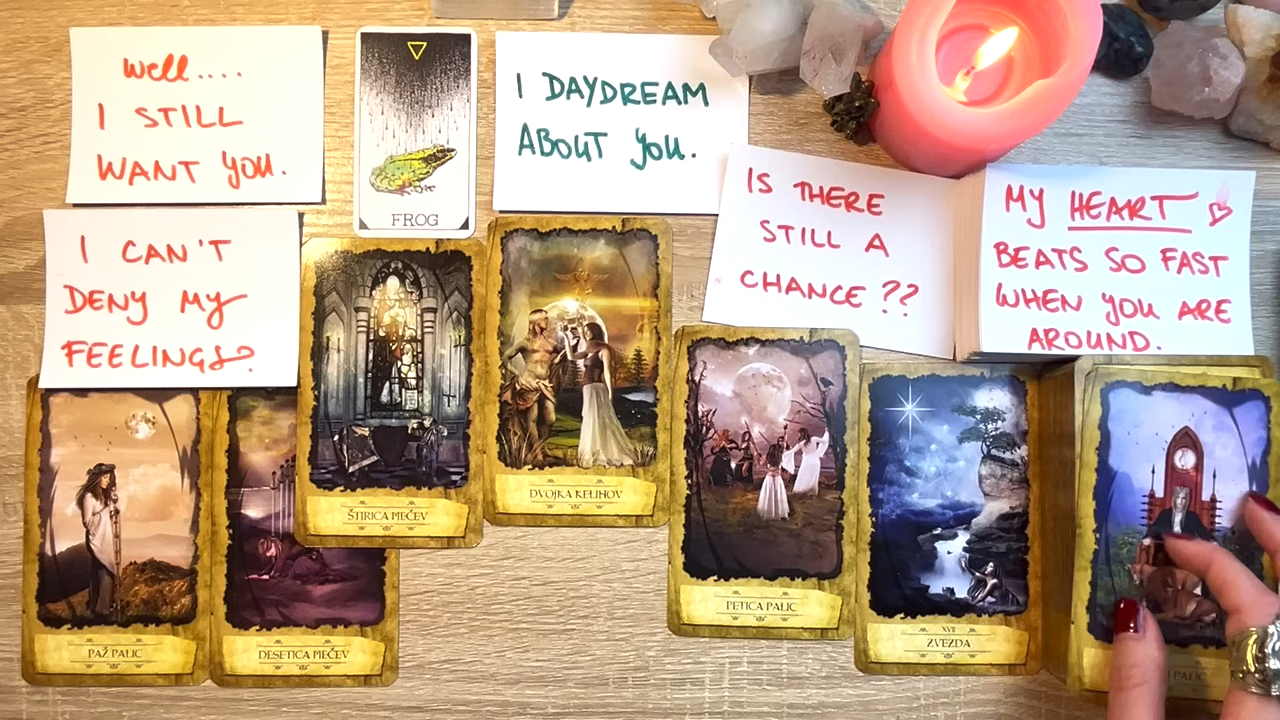 Well....
I STILL
WANT YOU.
FROG
I DAYDREAM
ABOUT YOU.
IS THERE
STILL A
CHANCE??
MY HEART
BEATS SO FAST
WHEN YOU ARE
AROUND.
I CAN'T
DENY MY
FEELINGS.
ŠTIRICA MEČEV
DVOJKA KELIHOV
PETICA PALIC
XVII
ZVEZDA
PAŽ PALIC
DESETICA MEČEV
PALIC